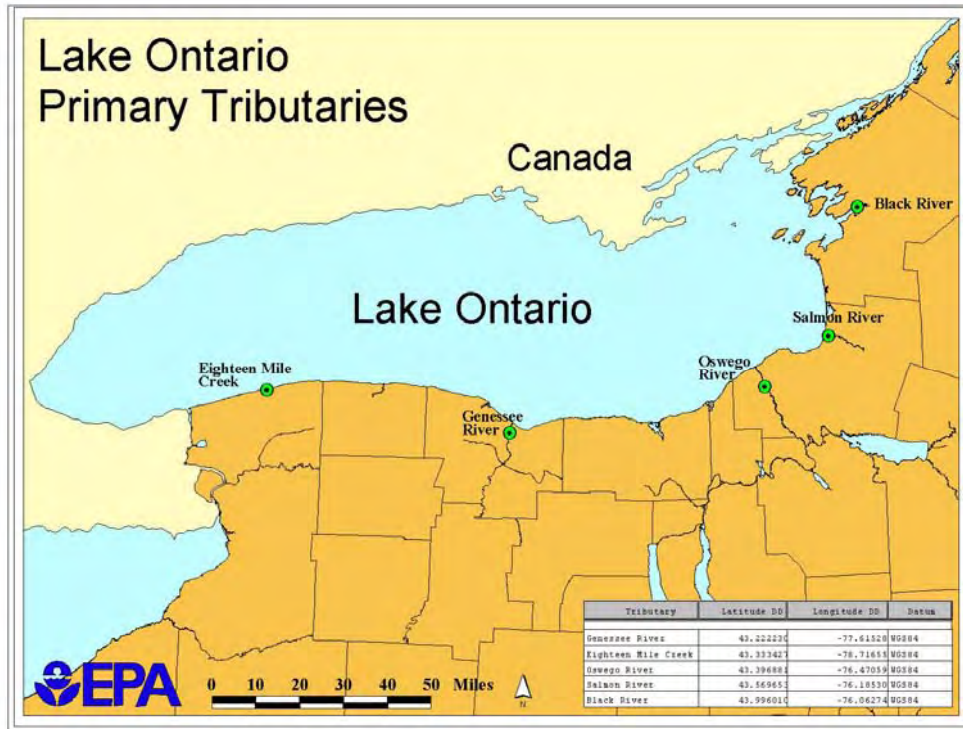 Lake Ontario
Primary Tributaries
Canada
Black River
Lake Ontario
Salmon River
Oswego
River
Eighteen Mile
Creek
Genessee
River
Tributary Latitude DD Longitude DD Datum
Genessee River 43.222230 -77.61528 WGS84
Eighteen Mile Creek 43.333427 -78.71655 WGS84
Oswego River 43.396881 -76.47059 WGS84
Salmon River 43.569653 -76.18530 WGS84
Black River 43.996010 -76.06274 WGS84
EPA
0 10 20 30 40 50 Miles
N